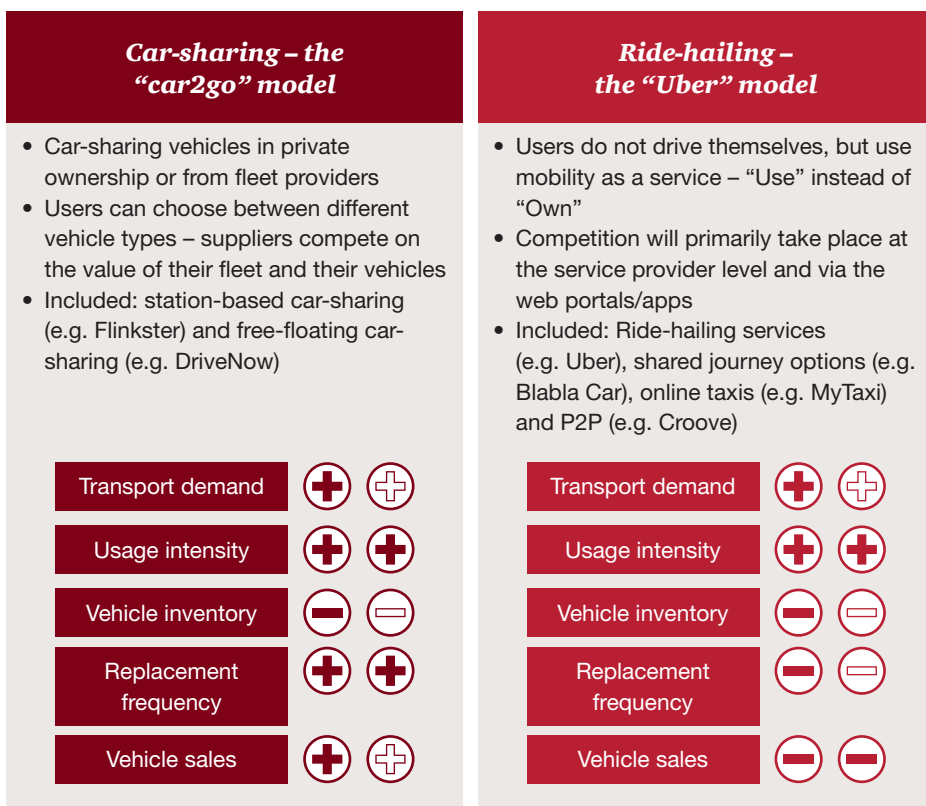 Car-sharing – the
“car2go” model
• Car-sharing vehicles in private
ownership or from fleet providers
• Users can choose between different
vehicle types – suppliers compete on
the value of their fleet and their vehicles
• Included: station-based car-sharing
(e.g. Flinkster) and free-floating car-
sharing (e.g. DriveNow)
Transport demand
Usage intensity
Vehicle inventory
Replacement
frequency
Vehicle sales
Ride-hailing –
the “Uber” model
• Users do not drive themselves, but use
mobility as a service – “Use” instead of
“Own”
• Competition will primarily take place at
the service provider level and via the
web portals/apps
• Included: Ride-hailing services
(e.g. Uber), shared journey options (e.g.
Blabla Car), online taxis (e.g. MyTaxi)
and P2P (e.g. Croove)
Transport demand
Usage intensity
Vehicle inventory
Replacement
frequency
Vehicle sales